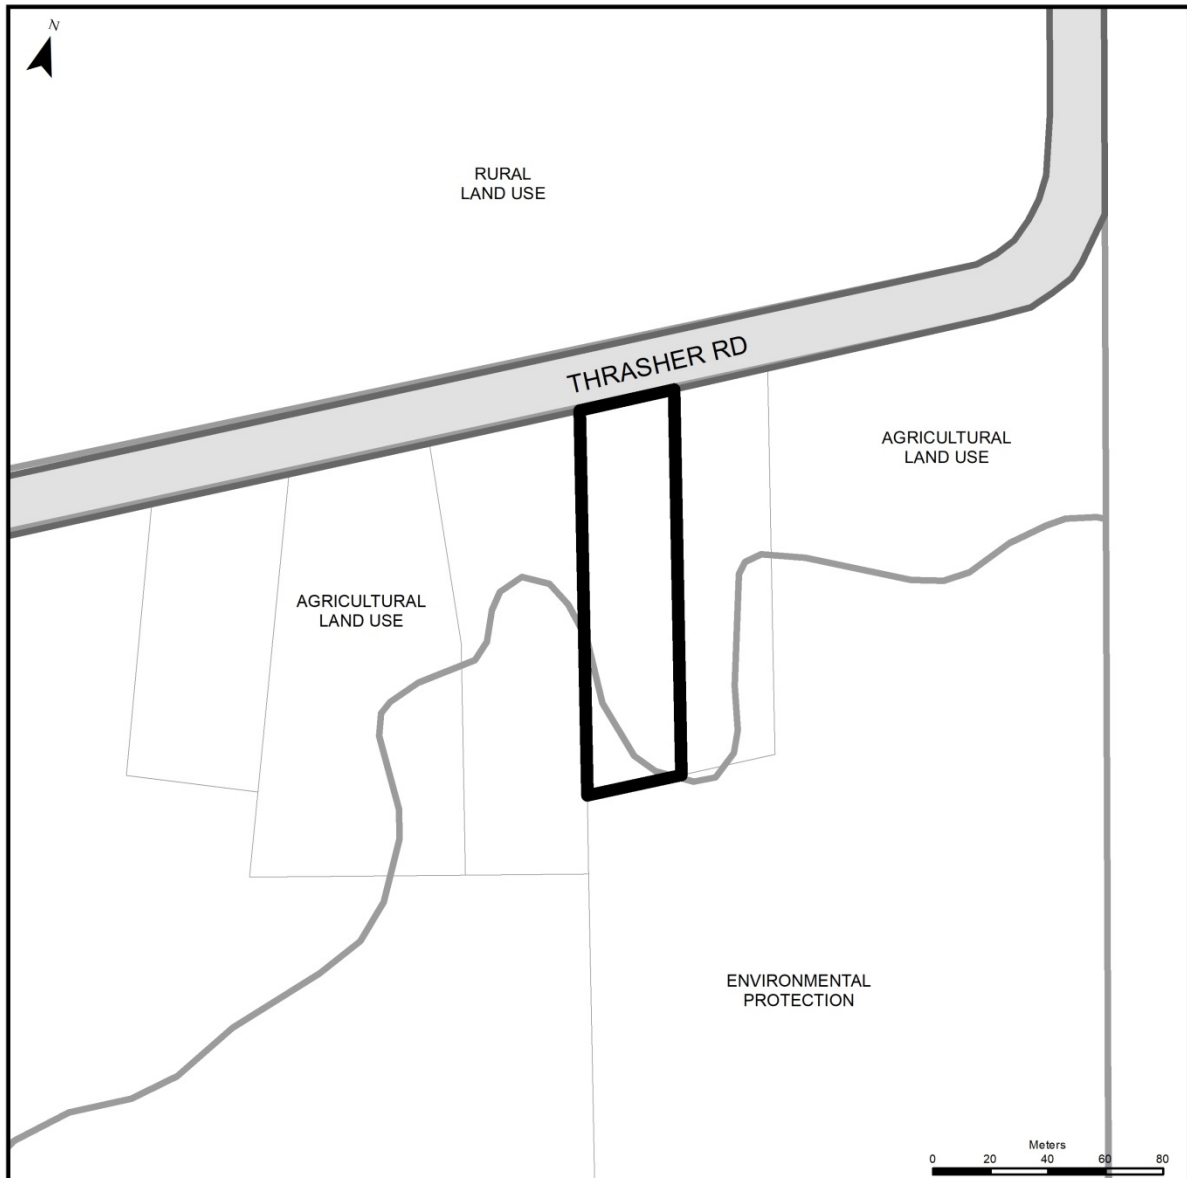 N
RURAL
LAND USE
THRASHER RD
AGRICULTURAL
LAND USE
AGRICULTURAL
LAND USE
ENVIRONMENTAL
PROTECTION
Meters
0 20 40 60 80